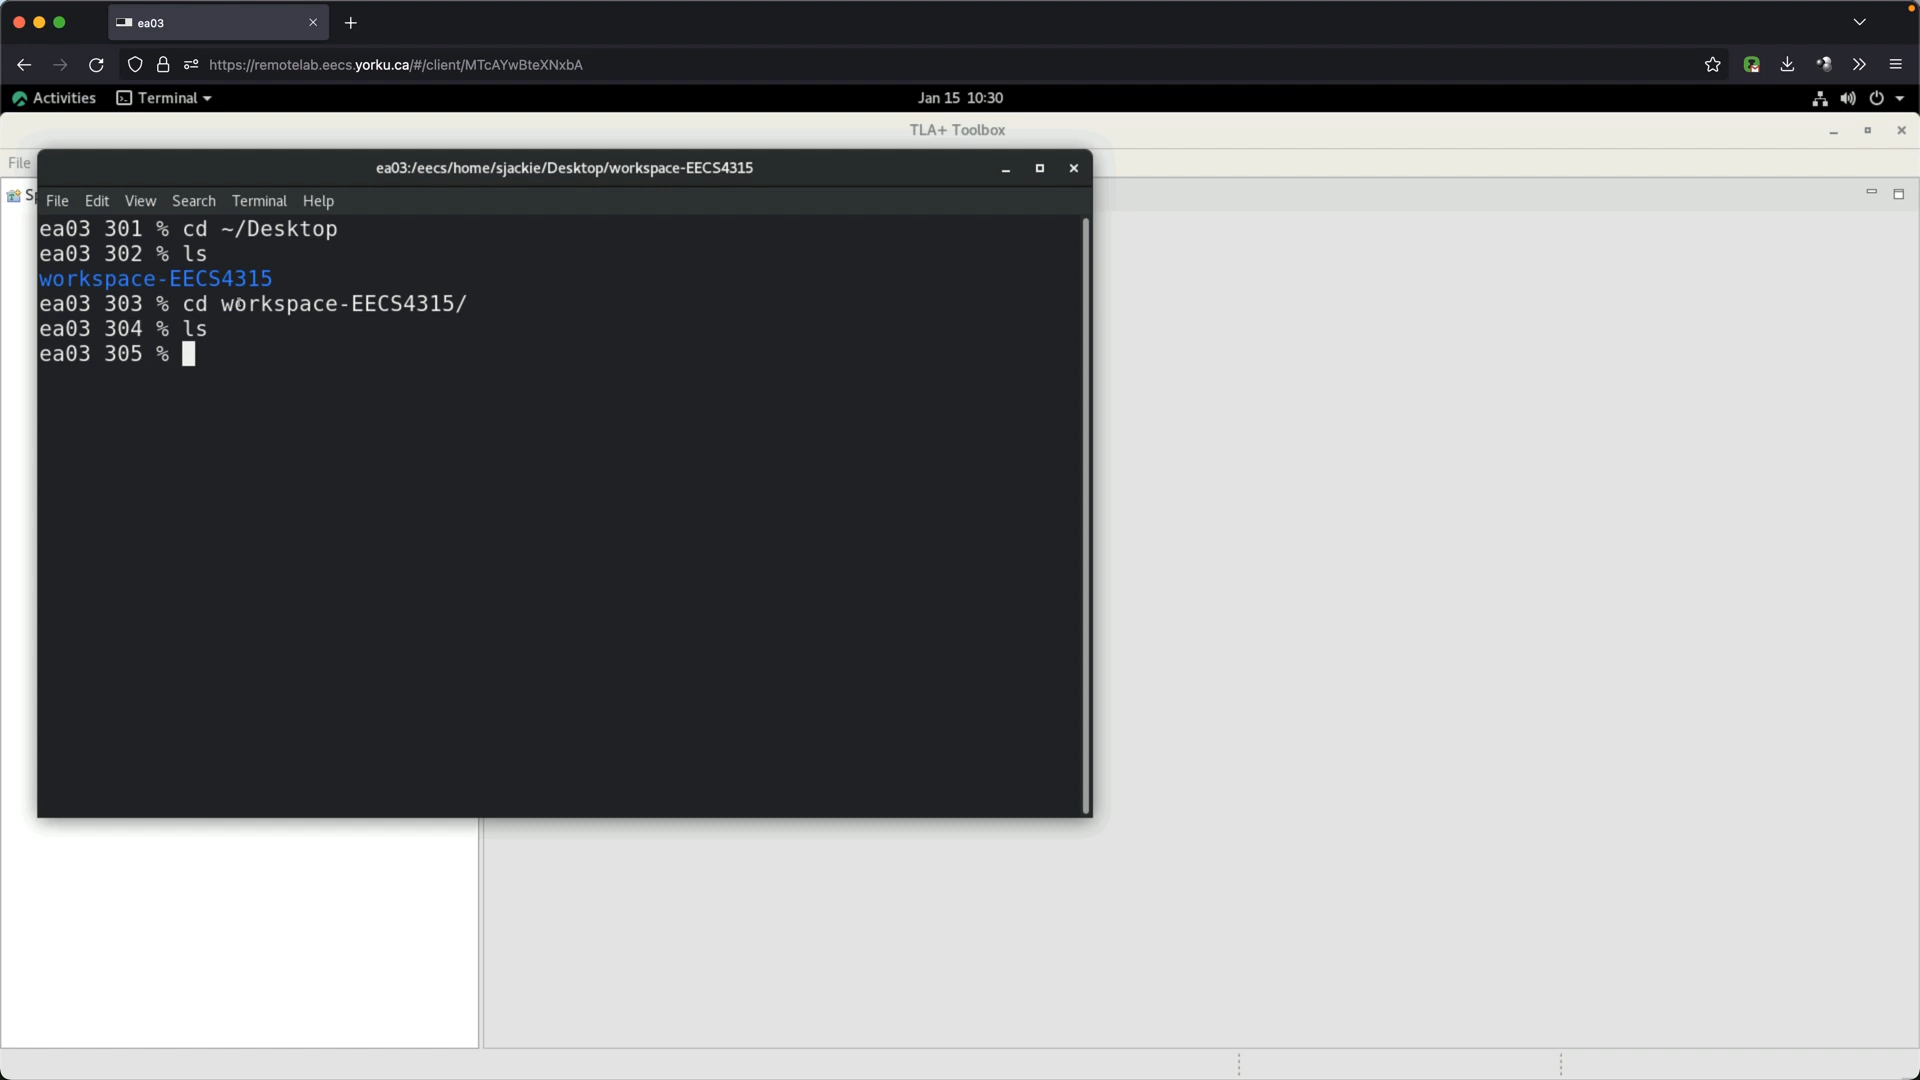 ea03
https://remotelab.eecs.yorku.ca/#/client/MTcAYwBteXNxbA
Activities
Terminal
Jan 15 10:30
TLA+ Toolbox
File
ea03:/eecs/home/sjackie/Desktop/workspace-EECS4315
File Edit View Search Terminal Help
ea03 301 % cd ~/Desktop
ea03 302 % ls
workspace-EECS4315
ea03 303 % cd workspace-EECS4315/
ea03 304 % ls
ea03 305 %